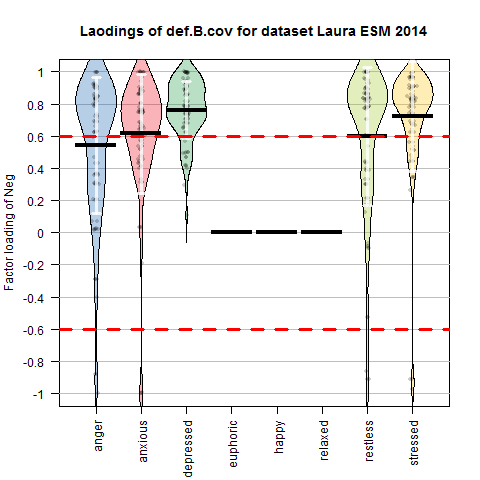 Laodings of def.B.cov for dataset Laura ESM 2014
Factor loading of Neg
1
0.8
0.6
0.4
0.2
0
-0.2
-0.4
-0.6
-0.8
-1
anger
anxious
depressed
euphoric
happy
relaxed
restless
stressed